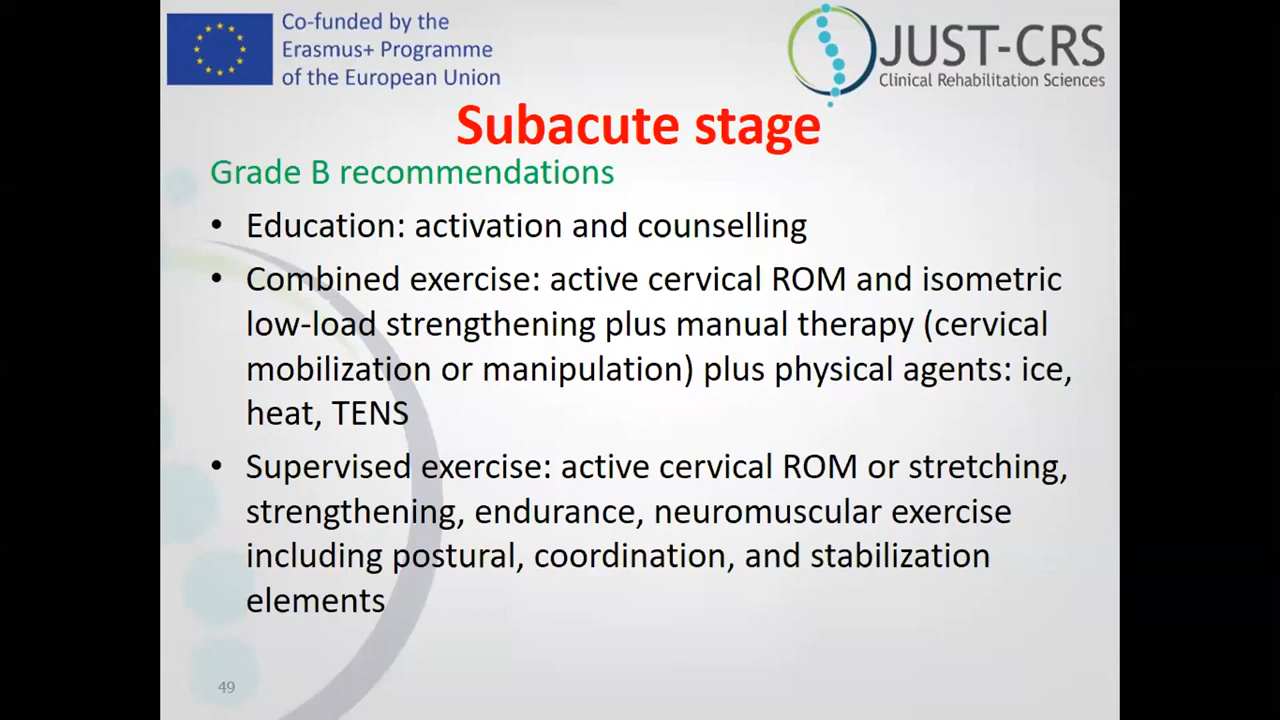 Co-funded by the
Erasmus+ Programme
of the European Union
JUST-CRS
Clinical Rehabilitation Sciences
Subacute stage
Grade B recommendations
• Education: activation and counselling
• Combined exercise: active cervical ROM and isometric
low-load strengthening plus manual therapy (cervical
mobilization or manipulation) plus physical agents: ice,
heat, TENS
• Supervised exercise: active cervical ROM or stretching,
strengthening, endurance, neuromuscular exercise
including postural, coordination, and stabilization
elements
49